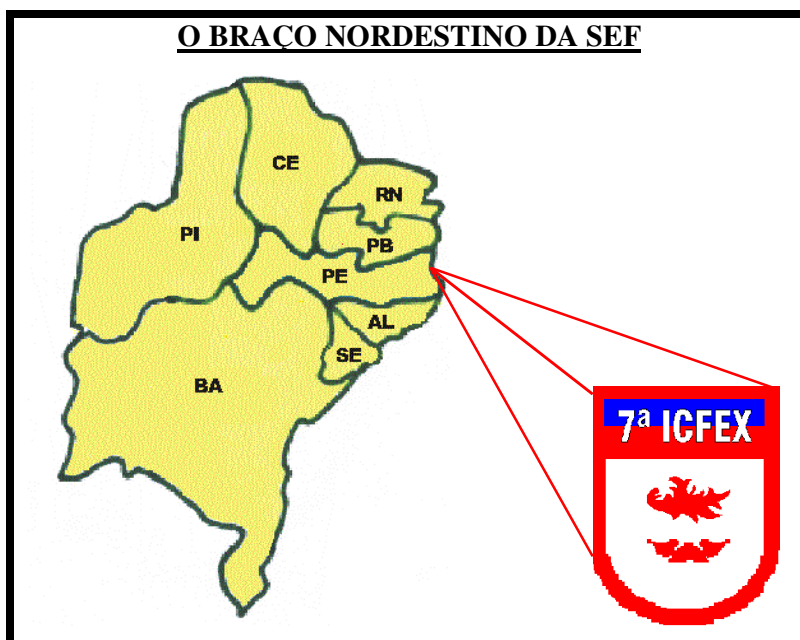 O BRAÇO NORDESTINO DA SEF
CE
RN
PI
PB
PE
AL
SE
BA
7ª ICFEX